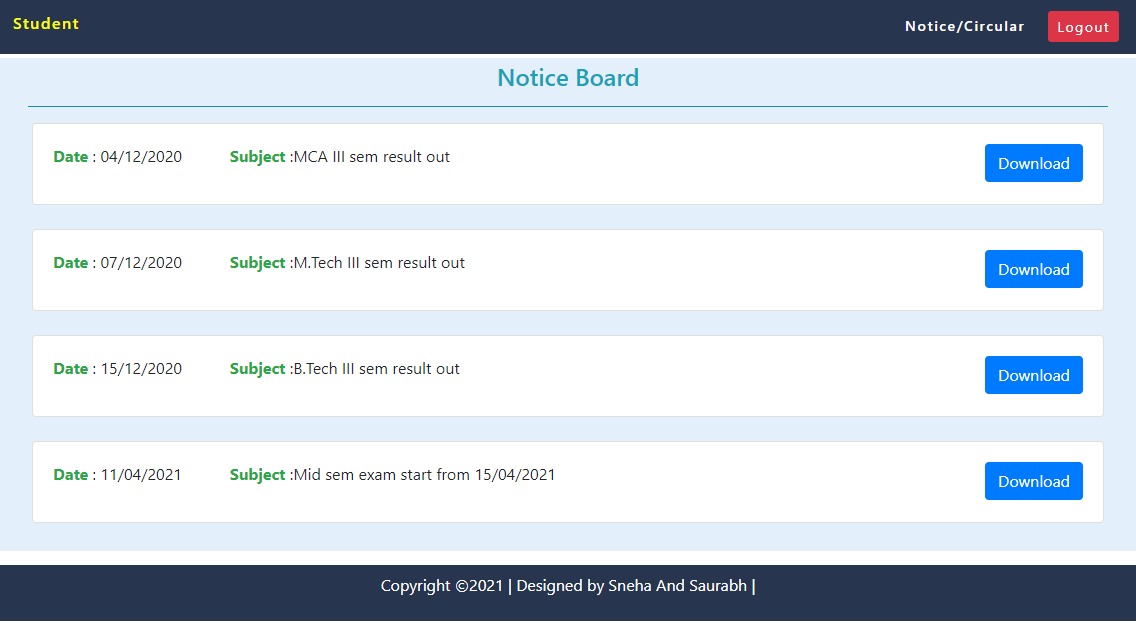 Student Notice/Circular Logout
Notice Board
Date : 04/12/2020 Subject :MCA III sem result out Download
Date : 07/12/2020 Subject :M.Tech III sem result out Download
Date : 15/12/2020 Subject :B.Tech III sem result out Download
Date : 11/04/2021 Subject :Mid sem exam start from 15/04/2021 Download
Copyright ©2021 | Designed by Sneha And Saurabh |